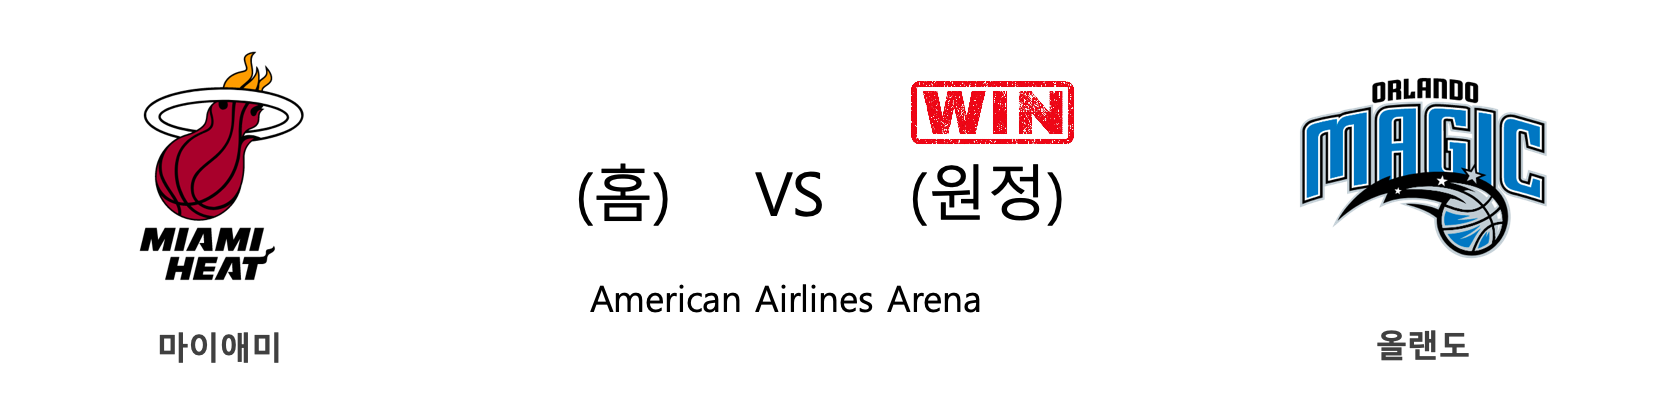 MIAMI
HEAT
마이애미
WIN
(홈) VS (원정)
American Airlines Arena
ORLANDO
MAGIC
올랜도